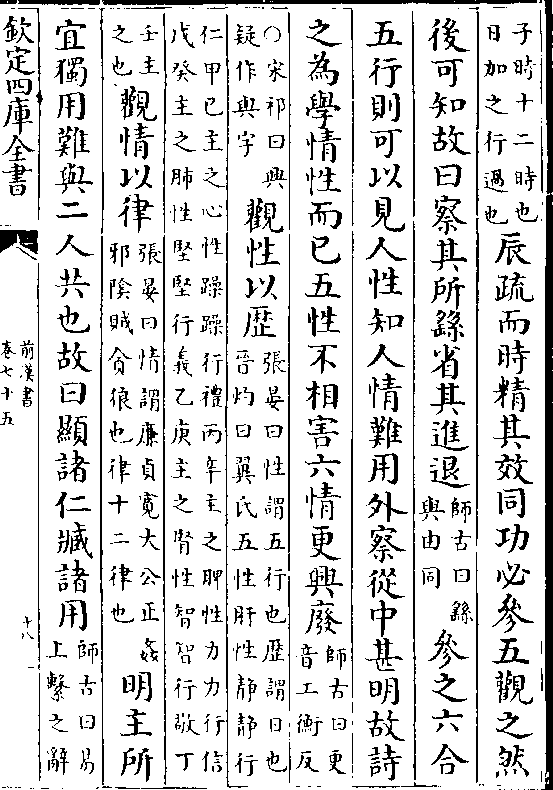 子時十二時也日加之行過也辰疏而時精其效同功必參五觀之然
後可知故曰察其所繇省其進退師古曰繇與由同參之六合
五行則可以見人性知人情難用外察從中甚明故詩
之為學情性而已五性不相害六情更興廢師古曰更音工衡反
○宋祁曰興疑作與字觀性以歴張晏曰性謂五行也歴謂日也晉灼曰翼氏五性肝性靜靜行
仁甲已主之心性躁躁行禮丙辛主之脾性力力行信戊癸主之肺性堅堅行義乙庚主之腎性智智行敬丁
壬主之也觀情以律張晏曰情謂廉貞寛大公正姦邪陰賊貪狼也律十二律也明主所
宜獨用難與二人共也故曰顯諸仁臧諸用師古曰易上繫之辭
欽定四庫全書
前漢書
卷七十五
十八